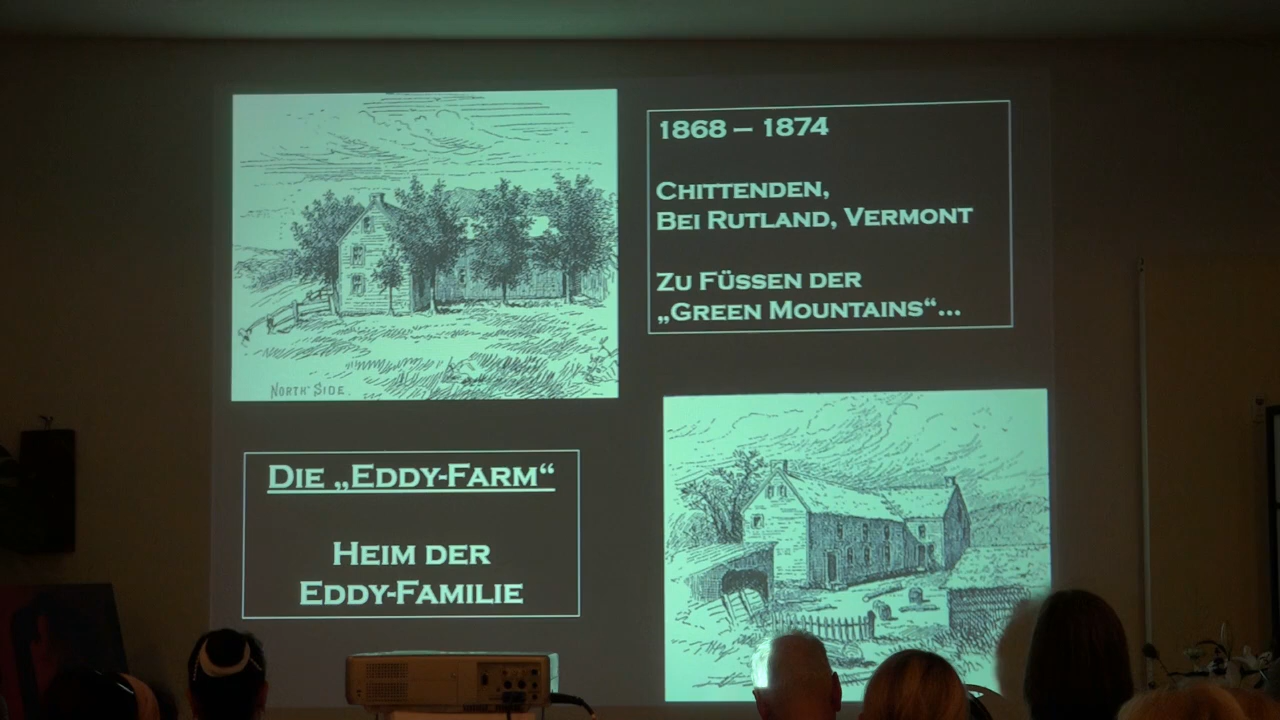 1868 – 1874
CHITTENDEN,
BEI RUTLAND, VERMONT
ZU FÜSSEN DER
„GREEN MOUNTAINS“...
NORTH SIDE.
DIE „EDDY-FARM“
HEIM DER
EDDY-FAMILIE